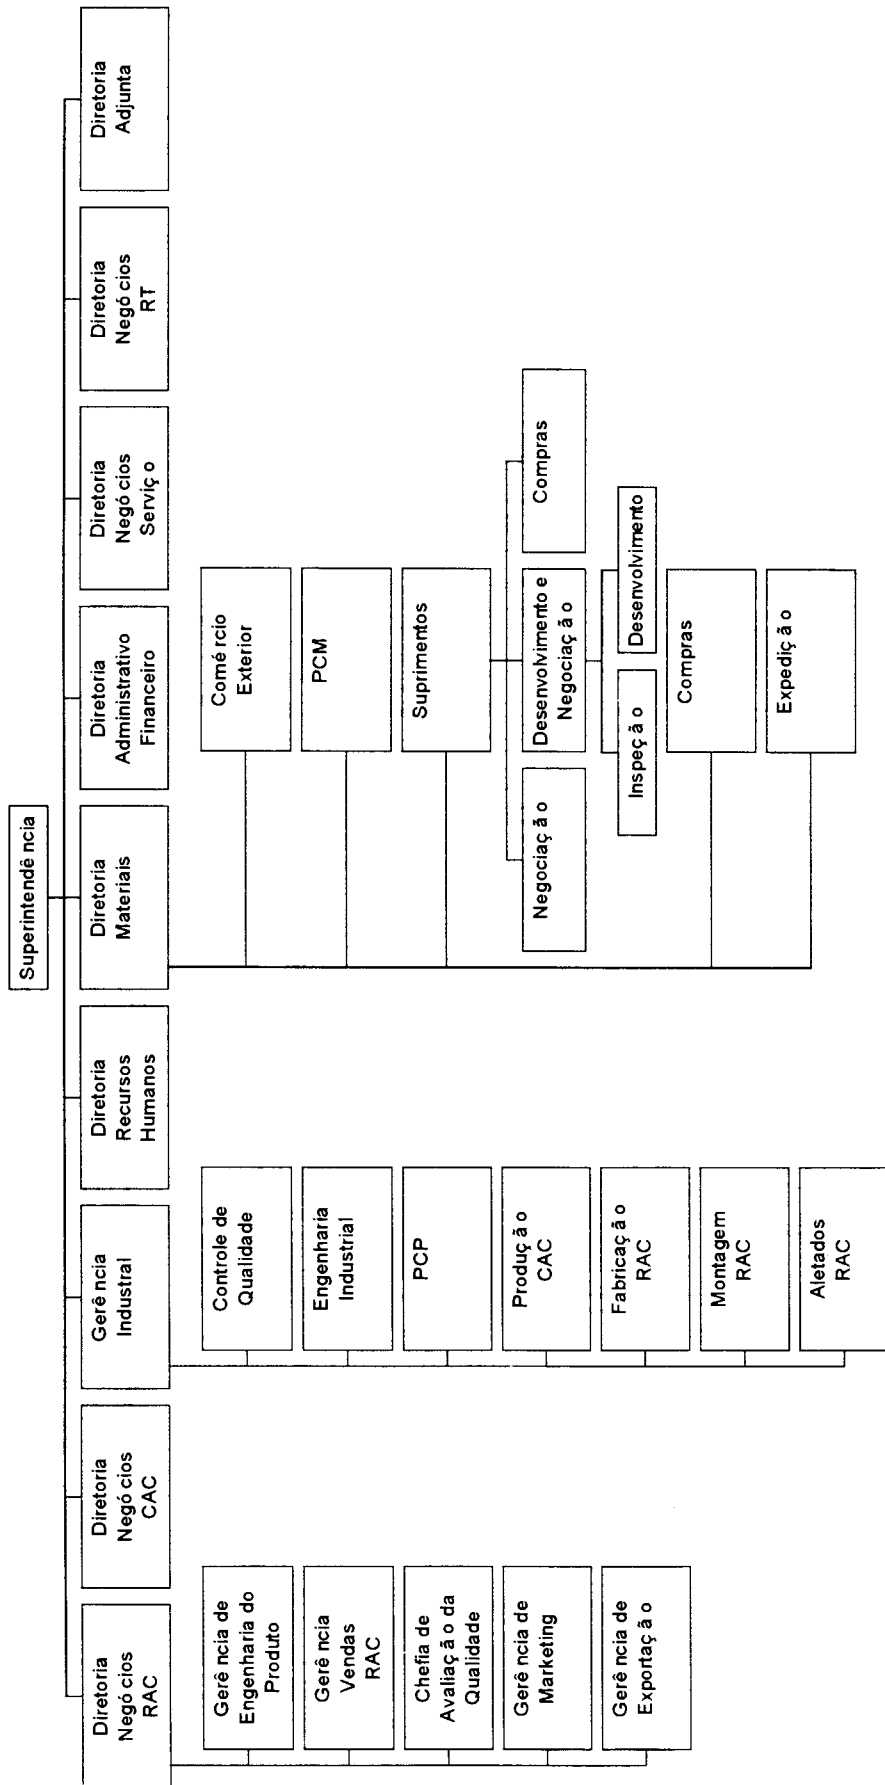 Superintendência
Diretoria
Negócios
RAC
Diretoria
Negócios
CAC
Gerência
Industrial
Diretoria
Recursos
Humanos
Diretoria
Materiais
Diretoria
Administrativo
Financeiro
Diretoria
Negócios
Serviço
Diretoria
Negócios
RT
Diretoria
Adjunta
Gerência de
Engenharia do
Produto
Gerência
Vendas
RAC
Chefia de
Avaliação da
Qualidade
Gerência de
Marketing
Gerência de
Exportação
Controle de
Qualidade
Engenharia
Industrial
PCP
Produção
CAC
Fabricação
RAC
Montagem
RAC
Aletados
RAC
Comércio
Exterior
PCM
Suprimentos
Negociação
Desenvolvimento e
Negociação
Compras
Inspeção
Desenvolvimento
Compras
Expedição